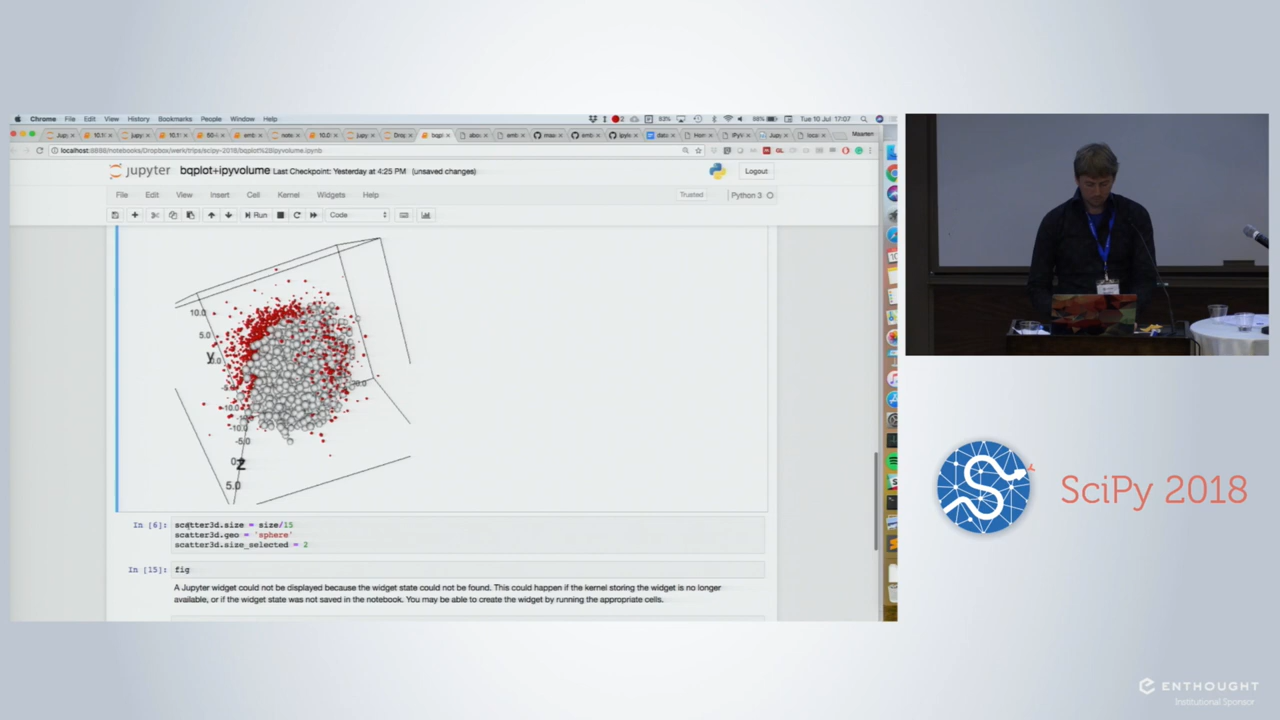 Chrome File Edit View History Bookmarks People Window Help
93% 98% Tue 10 Jul 17:07
Maarten
localhost:8888/notebooks/Dropbox/werk/trips/scipy-2018/bqplot%2Bipyvolume.ipynb
jupyter bqplot+ipyvolume Last Checkpoint: Yesterday at 4:25 PM (unsaved changes) Logout
File Edit View Insert Cell Kernel Widgets Help Trusted Python 3
Run Code
10.0
5.0
y
-10.0
-10.0
-5.0
z
5.0
In [6]: scatter3d.size = size/15
scatter3d.geo = 'sphere'
scatter3d.size_selected = 2
In [15]: fig
A Jupyter widget could not be displayed because the widget state could not be found. This could happen if the kernel storing the widget is no longer
available, or if the widget state was not saved in the notebook. You may be able to create the widget by running the appropriate cells.
SciPy 2018
ENTHOUGHT
Institutional Sponsor